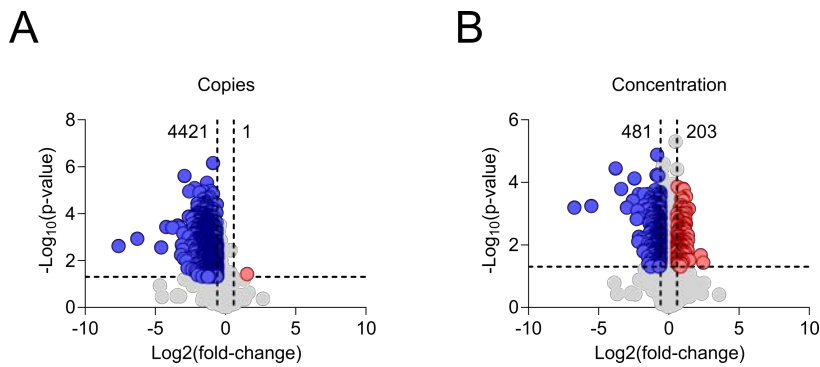 A
B
Copies
Concentration
8
6
4
2
0
4421
1
-Log10(p-value)
-10
-5
0
5
10
Log2(fold-change)
6
4
2
0
481
203
-Log10(p-value)
-10
-5
0
5
10
Log2(fold-change)